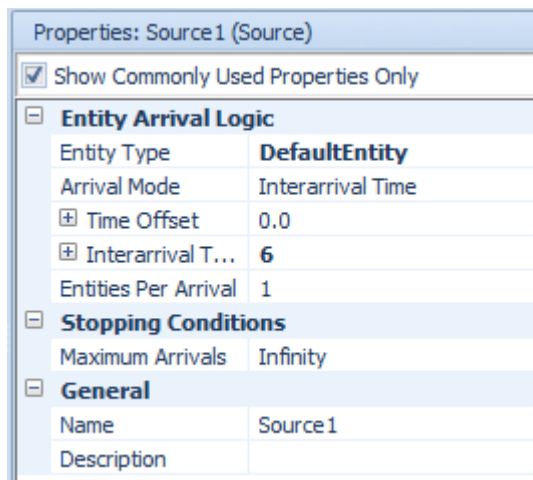 Properties: Source1 (Source)
Show Commonly Used Properties Only
Entity Arrival Logic
Entity Type DefaultEntity
Arrival Mode Interarrival Time
Time Offset 0.0
Interarrival T... 6
Entities Per Arrival 1
Stopping Conditions
Maximum Arrivals Infinity
General
Name Source1
Description